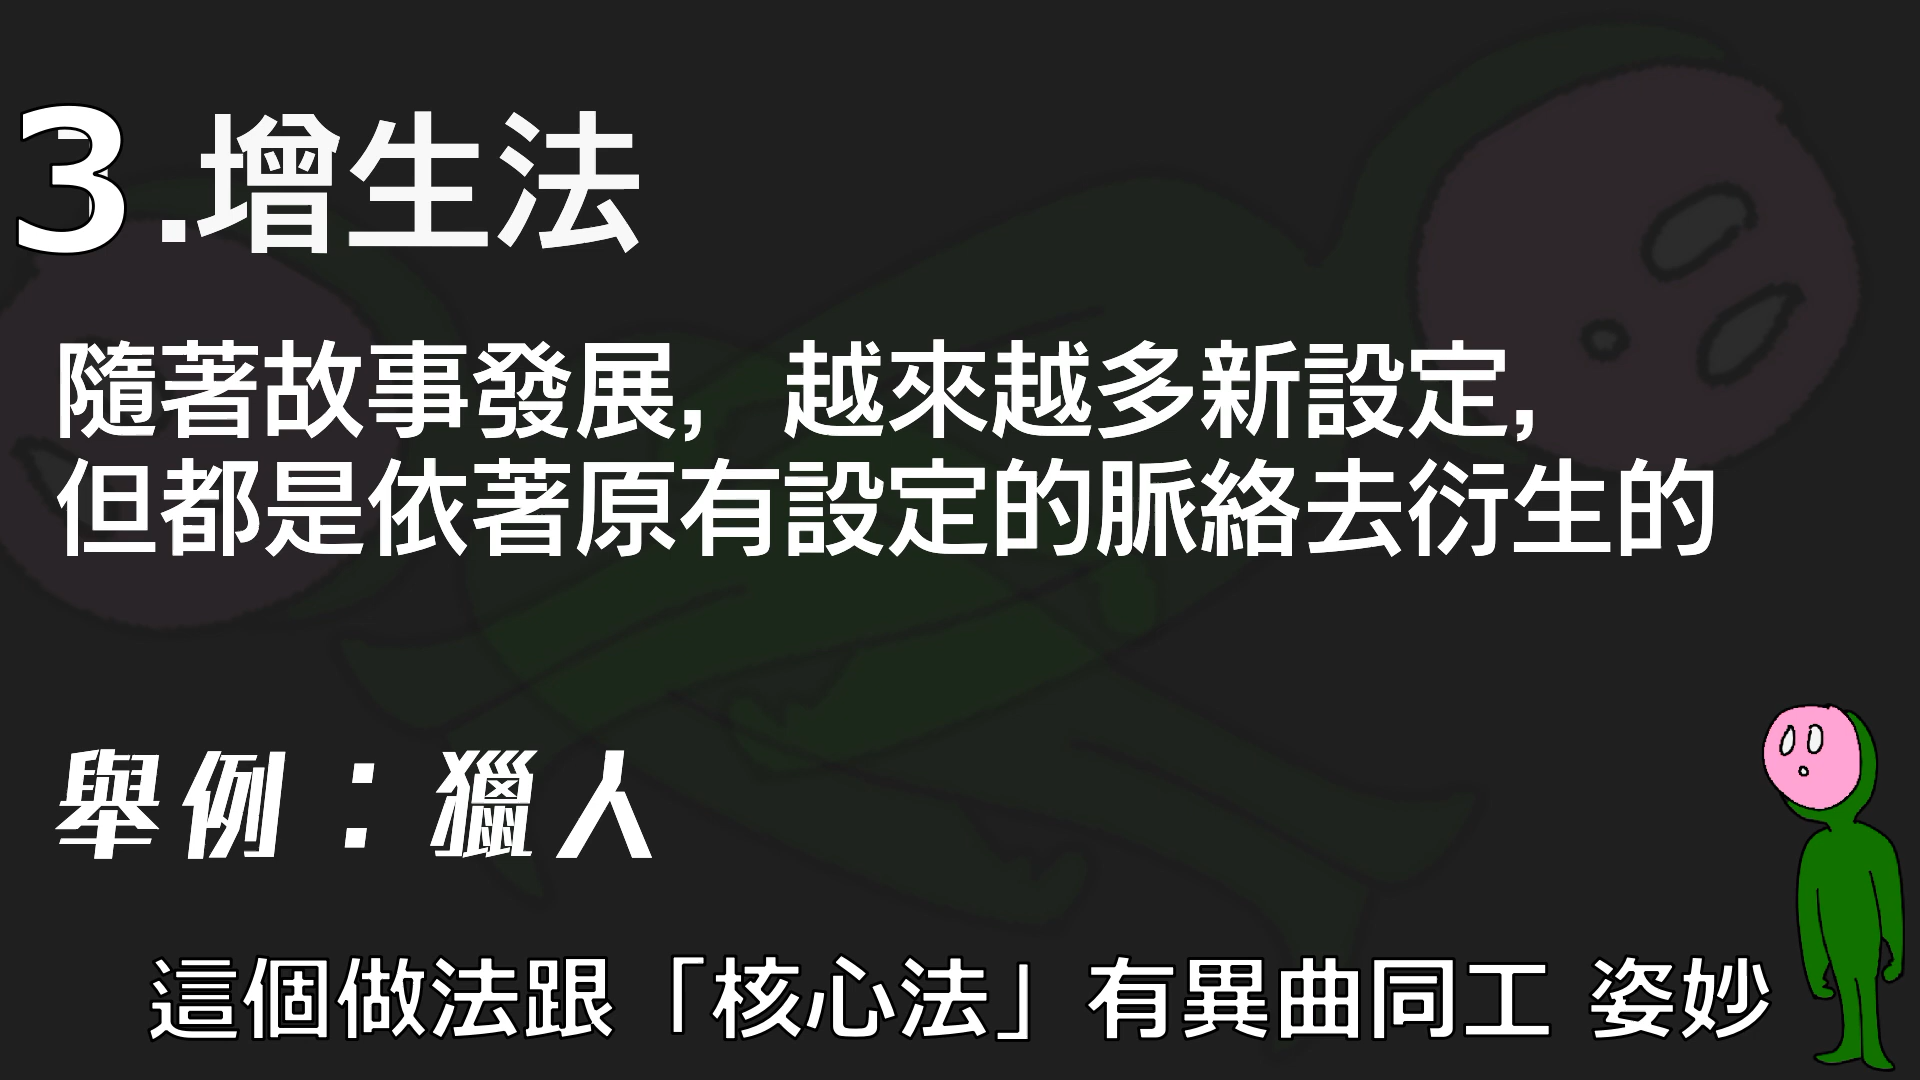 3.增生法
隨著故事發展，越來越多新設定，
但都是依著原有設定的脈絡去衍生的
舉例：獵人
這個做法跟「核心法」有異曲同工 姿妙